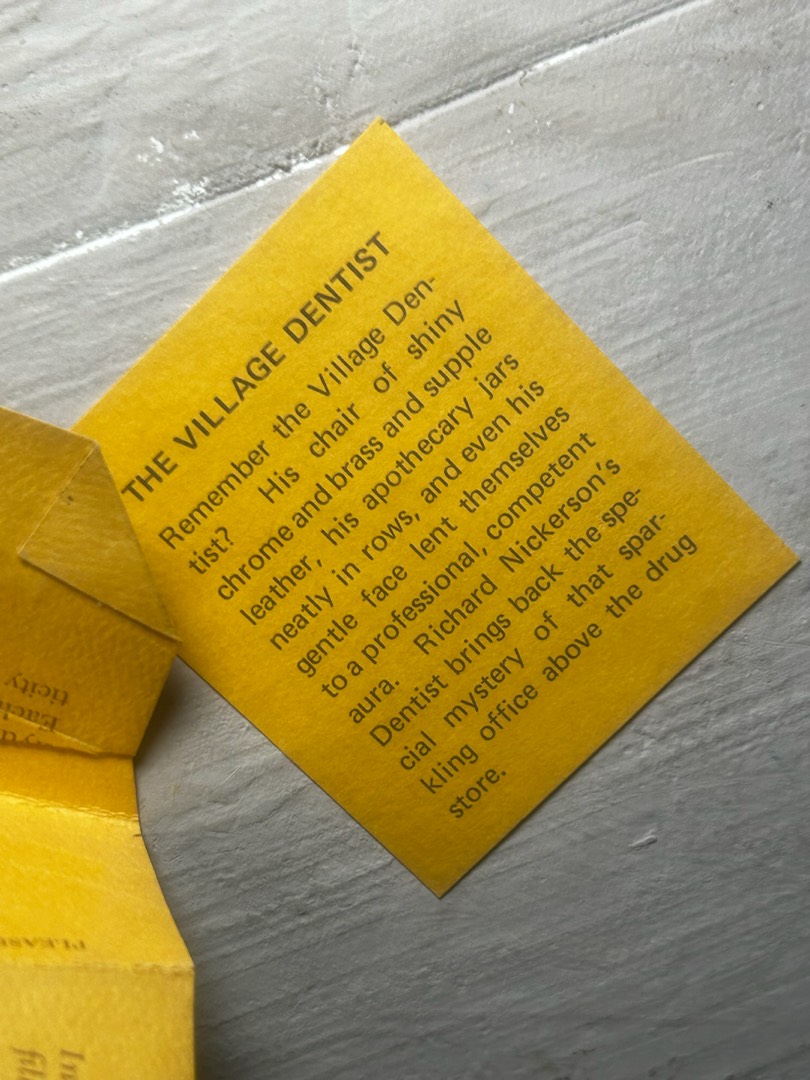 THE VILLAGE DENTIST
Remember the Village Den-
tist? His chair of shiny
chrome and brass and supple
leather, his apothecary jars
neatly in rows, and even his
gentle face lent themselves
to a professional, competent
aura. Richard Nickerson's
Dentist brings back the spe-
cial mystery of that spar-
kling office above the drug
store.
Each
ticity